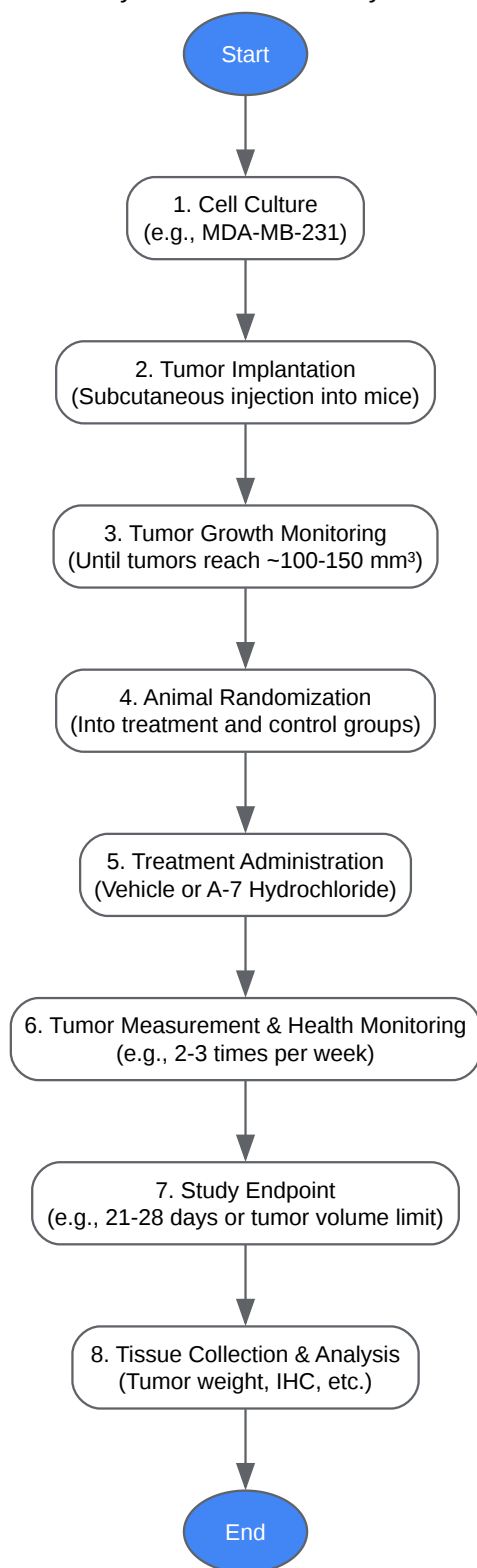 Start
1. Cell Culture
(e.g., MDA-MB-231)
2. Tumor Implantation
(Subcutaneous injection into mice)
3. Tumor Growth Monitoring
(Until tumors reach ~100-150 mm³)
4. Animal Randomization
(Into treatment and control groups)
5. Treatment Administration
(Vehicle or A-7 Hydrochloride)
6. Tumor Measurement & Health Monitoring
(e.g., 2-3 times per week)
7. Study Endpoint
(e.g., 21-28 days or tumor volume limit)
8. Tissue Collection & Analysis
(Tumor weight, IHC, etc.)
End